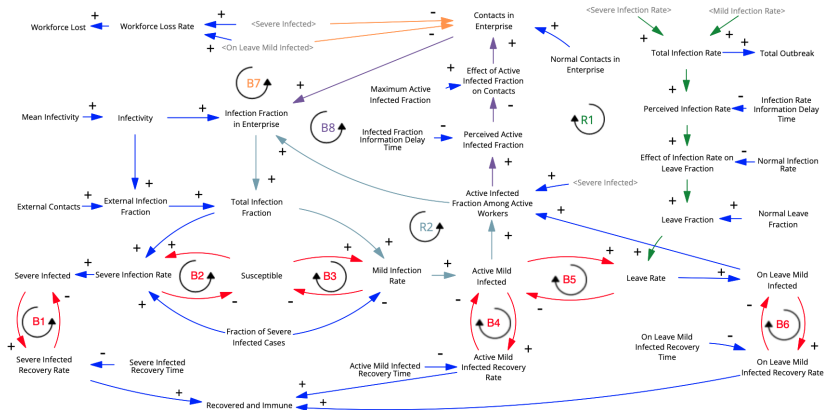 <Severe Infection Rate>
<Mild Infection Rate>
<Severe Infected>
Contacts in
Enterprise
Workforce Lost
Workforce Loss Rate
<On Leave Mild Infected>
Normal Contacts in
Enterprise
Total Infection Rate
Total Outbreak
B7
Effect of Active
Infected Fraction
on Contacts
Maximum Active
Infected Fraction
Mean Infectivity
Infectivity
Infection Fraction
in Enterprise
B8
Infected Fraction
Information Delay
Time
Perceived Active
Infected Fraction
R1
Perceived Infection Rate
Infection Rate
Information Delay
Time
Effect of Infection Rate on
Leave Fraction
Normal Infection
Rate
<Severe Infected>
External Contacts
External Infection
Fraction
Total Infection
Fraction
Active Infected
Fraction Among Active
Workers
R2
Leave Fraction
Normal Leave
Fraction
Severe Infected
Severe Infection Rate
B2
Susceptible
B3
Mild Infection
Rate
Active Mild
Infected
B5
Leave Rate
On Leave Mild
Infected
B1
Fraction of Severe
Infected Cases
B4
On Leave Mild
Infected Recovery
Time
B6
Severe Infected
Recovery Rate
Severe Infected
Recovery Time
Active Mild Infected
Recovery Time
Active Mild
Infected Recovery
Rate
On Leave Mild
Infected Recovery Rate
Recovered and Immune